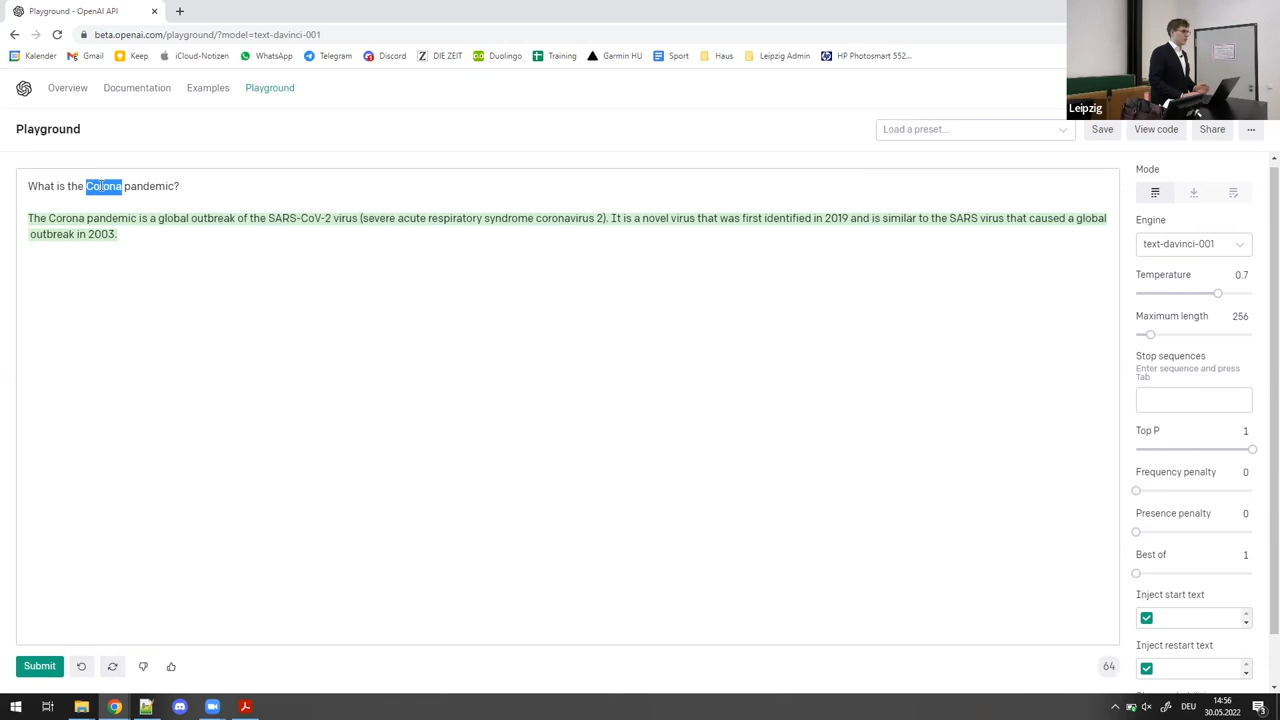 Playground - OpenAI API
beta.openai.com/playground/?model=text-davinci-001
Kalender Gmail Keep iCloud-Notizen WhatsApp Telegram Discord DIE ZEIT Duolingo Training Garmin HU Sport Haus Leipzig Admin HP Photosmart 552...
Leipzig
Overview Documentation Examples Playground
Playground
Load a preset...
Save View code Share ...
What is the Corona pandemic?
The Corona pandemic is a global outbreak of the SARS-CoV-2 virus (severe acute respiratory syndrome coronavirus 2). It is a novel virus that was first identified in 2019 and is similar to the SARS virus that caused a global
outbreak in 2003.
Mode
Engine
text-davinci-001
Temperature 0.7
Maximum length 256
Stop sequences
Enter sequence and press
Tab
Top P 1
Frequency penalty 0
Presence penalty 0
Best of 1
Inject start text
Inject restart text
Submit
64
DEU
14:56
30.05.2022
3